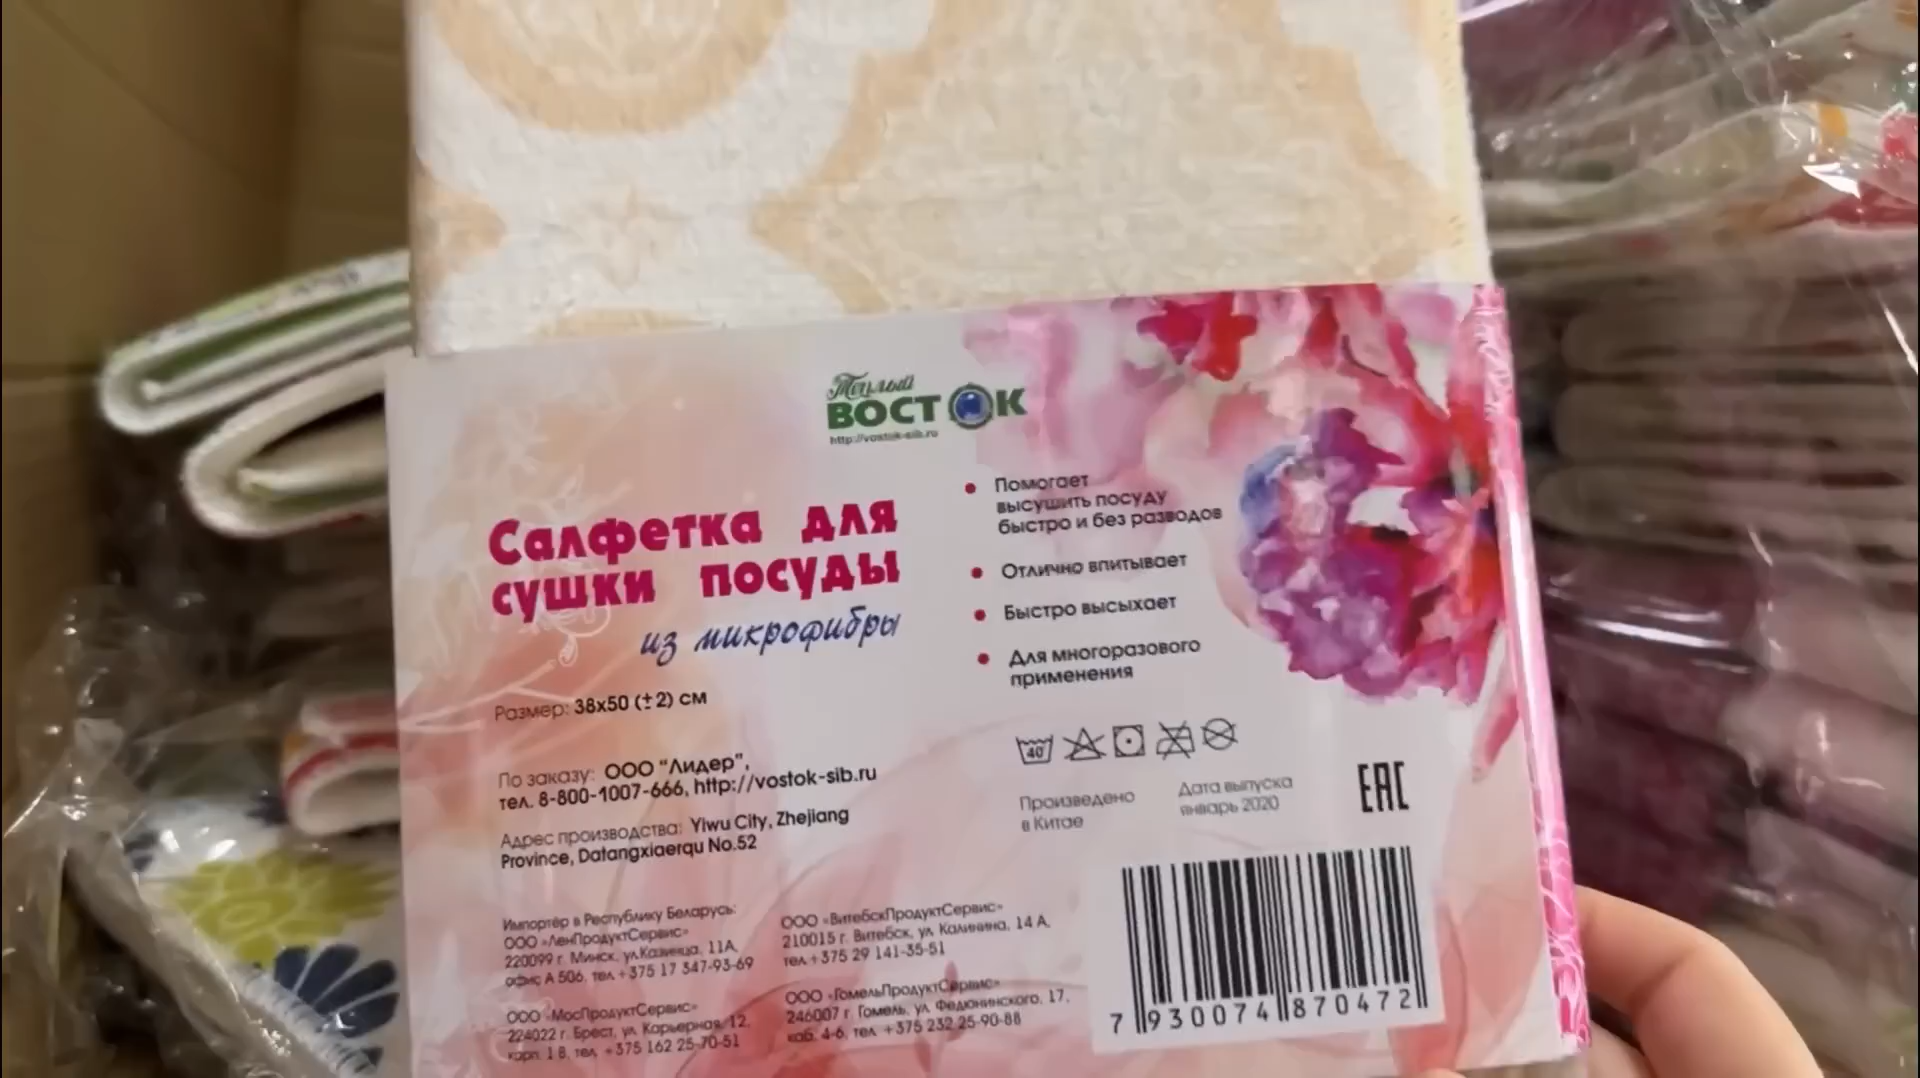 Теплый
ВОСТОК
http://vostok-sib.ru
Салфетка для
сушки посуды
из микрофибры
Размер: 38х50 (±2) см
По заказу: ООО "Лидер",
тел. 8-800-1007-666, http://vostok-sib.ru
Адрес производства: Yiwu City, Zhejiang
Province, Datangxiaerqu No.52
Помогает
высушить посуду
быстро и без разводов
Отлично впитывает
Быстро высыхает
Для многоразового
применения
40
Произведено
в Китае
Дата выпуска
январь 2020
EAC
Импортёр в Республику Беларусь:
ООО «ЛенПродуктСервис»
220099 г. Минск, ул.Казинца, 11А,
офис А 506, тел +375 17 347-93-69
ООО «МосПродуктСервис»
224022 г. Брест, ул. Карьерная, 12,
корп. 1 В, тел. +375 162 25-70-51
ООО «ВитебскПродуктСервис»
210015 г. Витебск, ул. Калинина, 14 А,
тел +375 29 141-35-51
ООО «ГомельПродуктСервис»
246007 г. Гомель, ул. Федюнинского, 17,
каб. 4-6, тел. +375 232 25-90-88
7 930074 870472